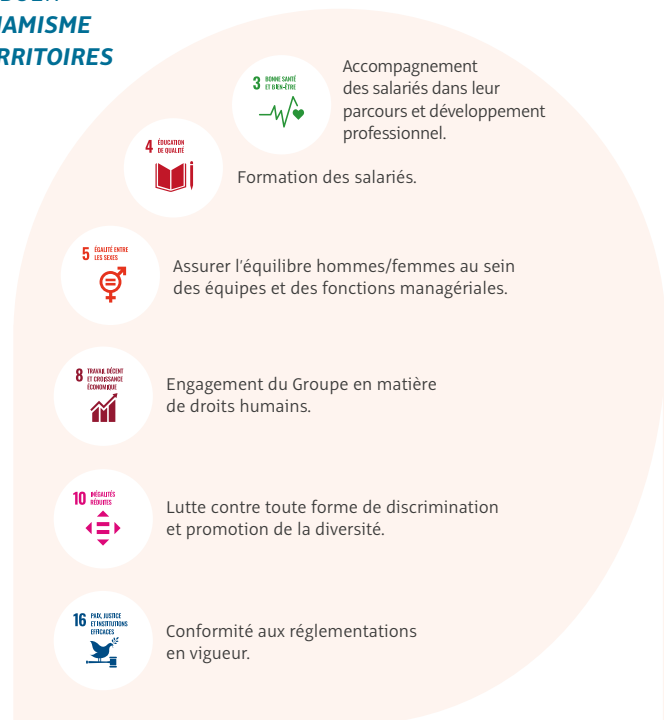 NAMISME
RRITOIRES
3 BONNE SANTÉ
ET BIEN-ÊTRE
Accompagnement
des salariés dans leur
parcours et développement
professionnel.
4 ÉDUCATION
DE QUALITÉ
Formation des salariés.
5 ÉGALITÉ ENTRE
LES SEXES
Assurer l'équilibre hommes/femmes au sein
des équipes et des fonctions managériales.
8 TRAVAIL DÉCENT
ET CROISSANCE
ÉCONOMIQUE
Engagement du Groupe en matière
de droits humains.
10 INÉGALITÉS
RÉDUITES
Lutte contre toute forme de discrimination
et promotion de la diversité.
16 PAIX, JUSTICE
ET INSTITUTIONS
EFFICACES
Conformité aux réglementations
en vigueur.